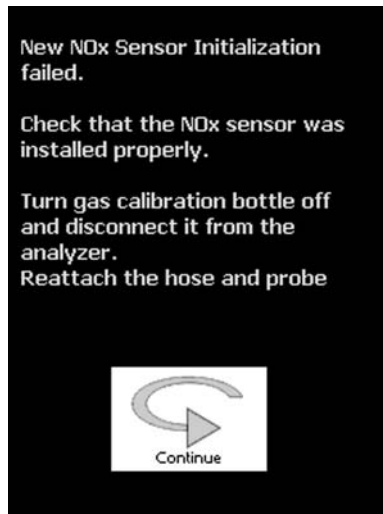 New NOx Sensor Initialization
failed.
Check that the NOx sensor was
installed properly.
Turn gas calibration bottle off
and disconnect it from the
analyzer.
Reattach the hose and probe
Continue